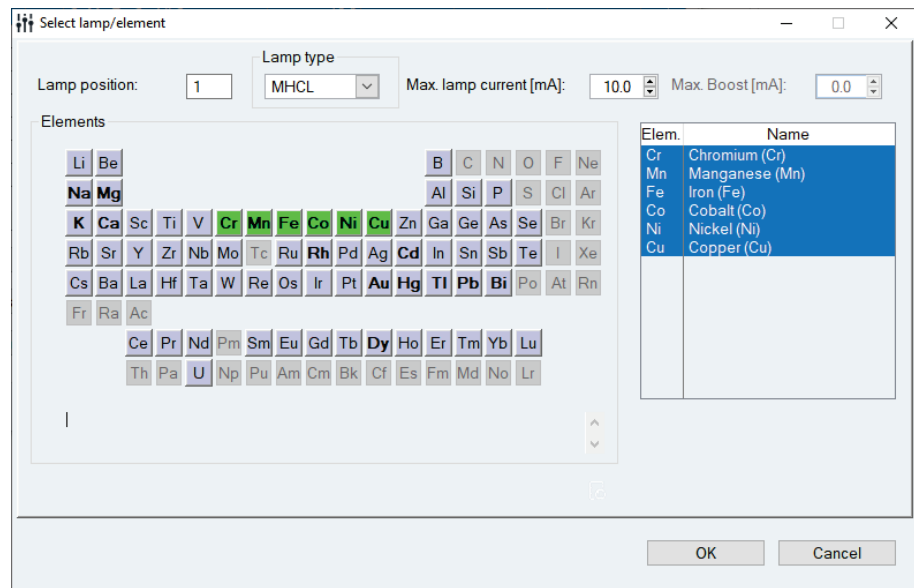 Select lamp/element
Lamp type
Lamp position: 1 MHCL Max. lamp current [mA]: 10.0 Max. Boost [mA]: 0.0
Elements
Elem. Name
Cr Chromium (Cr)
Mn Manganese (Mn)
Fe Iron (Fe)
Co Cobalt (Co)
Ni Nickel (Ni)
Cu Copper (Cu)
Li Be B C N O F Ne
Na Mg Al Si P S Cl Ar
K Ca Sc Ti V Cr Mn Fe Co Ni Cu Zn Ga Ge As Se Br Kr
Rb Sr Y Zr Nb Mo Tc Ru Rh Pd Ag Cd In Sn Sb Te I Xe
Cs Ba La Hf Ta W Re Os Ir Pt Au Hg Tl Pb Bi Po At Rn
Fr Ra Ac
Ce Pr Nd Pm Sm Eu Gd Tb Dy Ho Er Tm Yb Lu
Th Pa U Np Pu Am Cm Bk Cf Es Fm Md No Lr
OK Cancel